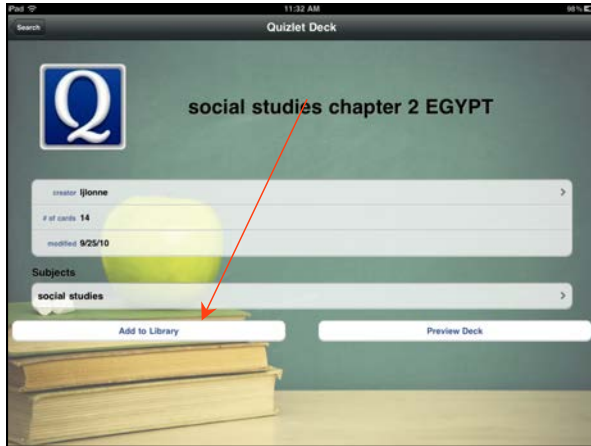 iPad 11:32 AM 98%
Search Quizlet Deck
Q
social studies chapter 2 EGYPT
creator ljlonne
# of cards 14
modified 9/25/10
Subjects
social studies
Add to Library Preview Deck